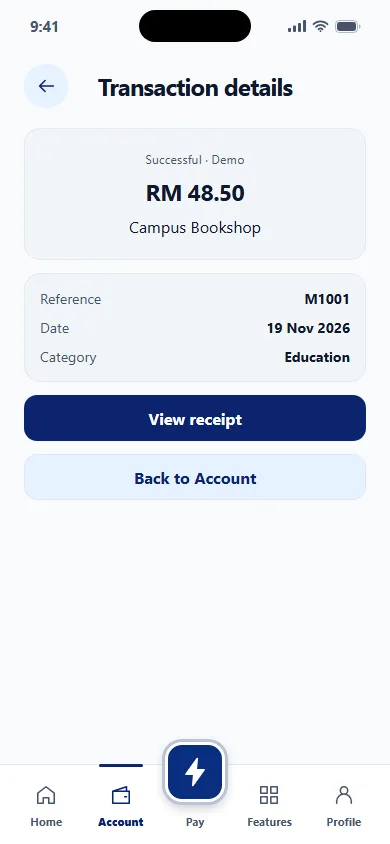 9:41
Transaction details
Successful · Demo
RM 48.50
Campus Bookshop
Reference M1001
Date 19 Nov 2026
Category Education
View receipt
Back to Account
Home Account Pay Features Profile